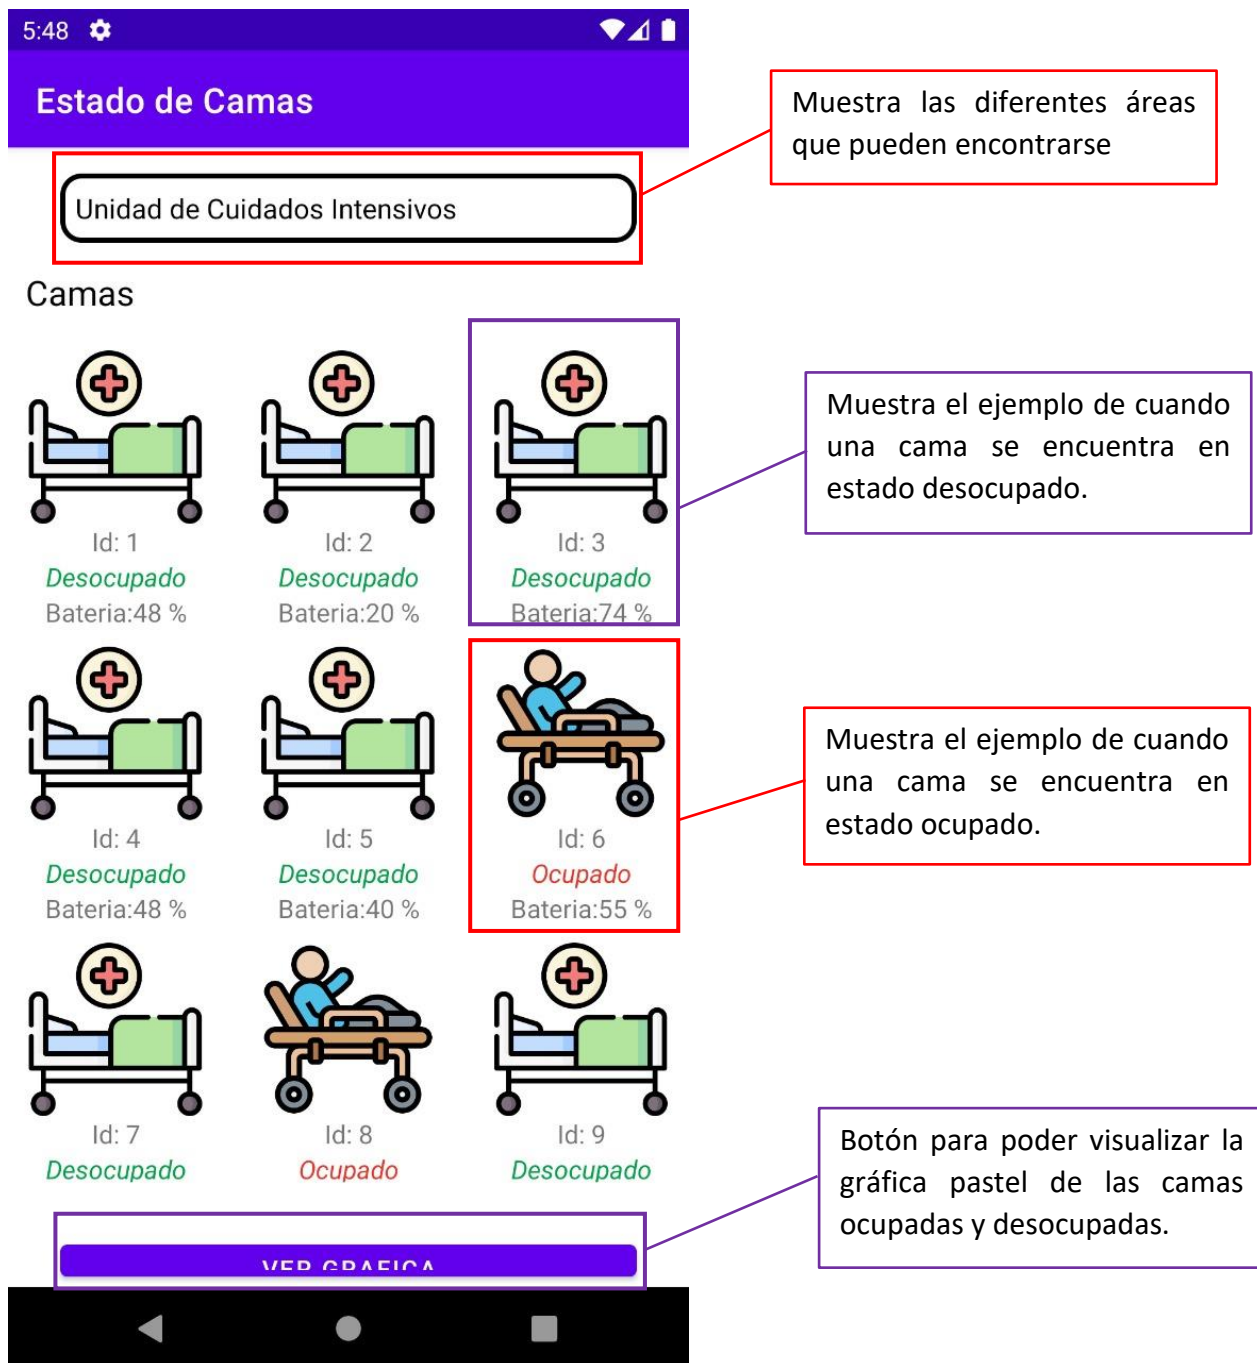 5:48
Estado de Camas
Unidad de Cuidados Intensivos
Muestra las diferentes áreas
que pueden encontrarse
Camas
Id: 1
Desocupado
Bateria:48 %
Id: 2
Desocupado
Bateria:20 %
Id: 3
Desocupado
Bateria:74 %
Muestra el ejemplo de cuando
una cama se encuentra en
estado desocupado.
Id: 4
Desocupado
Bateria:48 %
Id: 5
Desocupado
Bateria:40 %
Id: 6
Ocupado
Bateria:55 %
Muestra el ejemplo de cuando
una cama se encuentra en
estado ocupado.
Id: 7
Desocupado
Id: 8
Ocupado
Id: 9
Desocupado
VER GRAFICA
Botón para poder visualizar la
gráfica pastel de las camas
ocupadas y desocupadas.